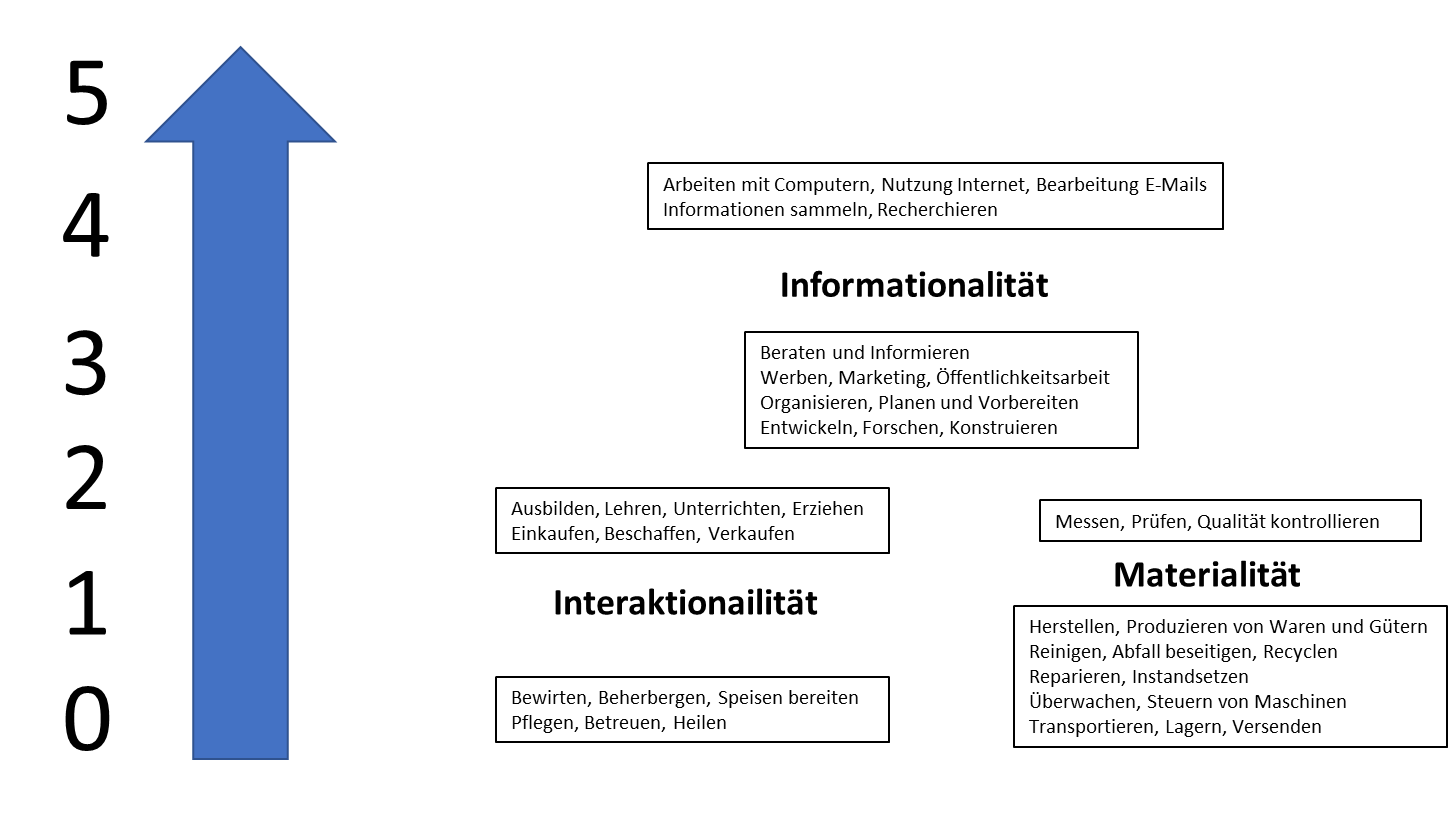 5
4
3
2
1
0
Arbeiten mit Computern, Nutzung Internet, Bearbeitung E-Mails
Informationen sammeln, Recherchieren
Informationalität
Beraten und Informieren
Werben, Marketing, Öffentlichkeitsarbeit
Organisieren, Planen und Vorbereiten
Entwickeln, Forschen, Konstruieren
Ausbilden, Lehren, Unterrichten, Erziehen
Einkaufen, Beschaffen, Verkaufen
Interaktionailität
Bewirten, Beherbergen, Speisen bereiten
Pflegen, Betreuen, Heilen
Messen, Prüfen, Qualität kontrollieren
Materialität
Herstellen, Produzieren von Waren und Gütern
Reinigen, Abfall beseitigen, Recyclen
Reparieren, Instandsetzen
Überwachen, Steuern von Maschinen
Transportieren, Lagern, Versenden